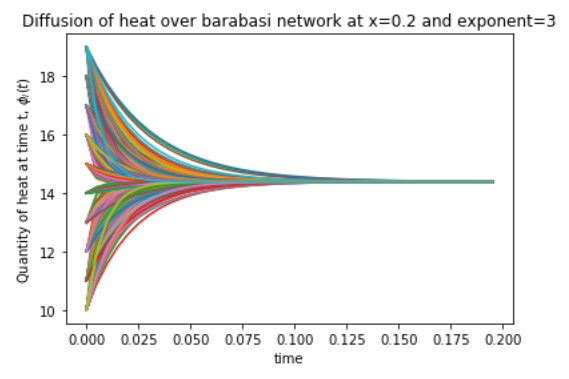 Diffusion of heat over barabasi network at x=0.2 and exponent=3
Quantity of heat at time t, ϕᵢ(t)
18
16
14
12
10
0.000 0.025 0.050 0.075 0.100 0.125 0.150 0.175 0.200
time